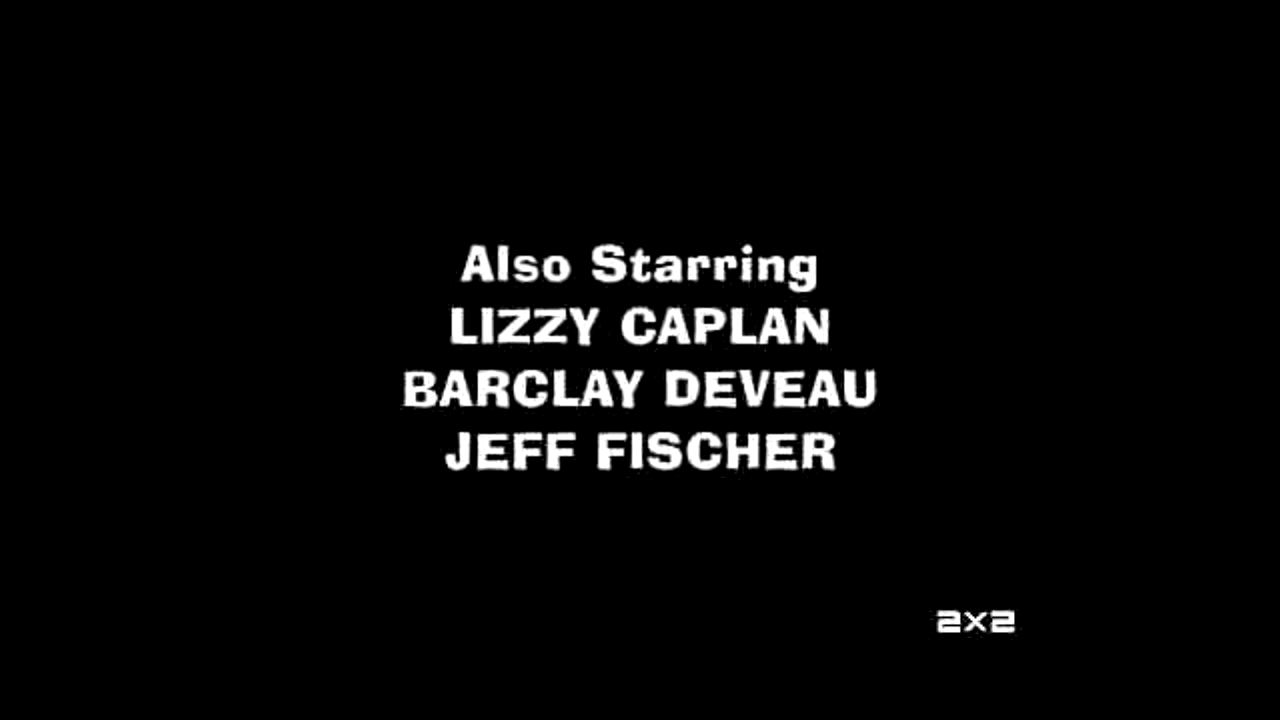 Also Starring
LIZZY CAPLAN
BARCLAY DEVEAU
JEFF FISCHER
2x2